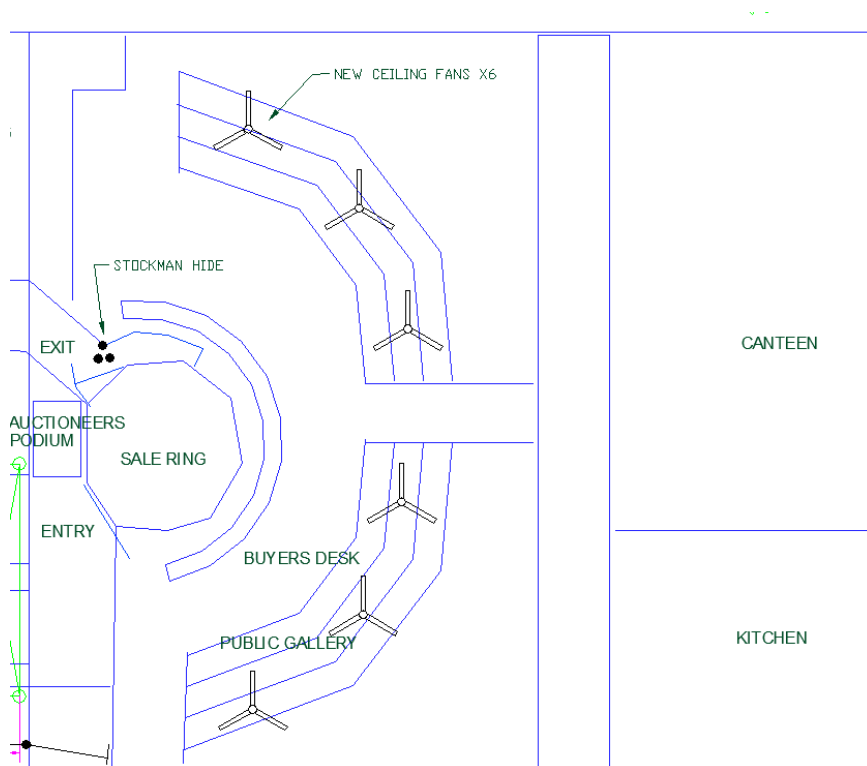 NEW CEILING FANS X6
STOCKMAN HIDE
EXIT
CANTEEN
AUCTIONEERS
PODIUM
SALE RING
ENTRY
BUYERS DESK
PUBLIC GALLERY
KITCHEN